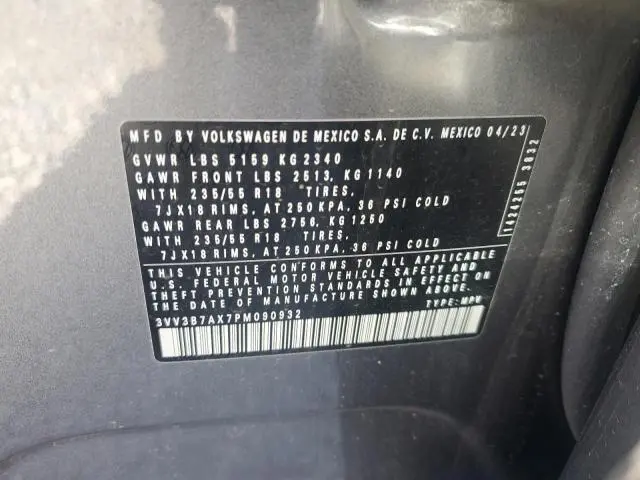 MFD BY VOLKSWAGEN DE MEXICO S.A. DE C.V. MEXICO 04/23
GVWR LBS 5159 KG 2340
GAWR FRONT LBS 2513, KG 1140
WITH 235/55 R18 TIRES,
7JX18 RIMS, AT 250 KPA, 36 PSI COLD
GAWR REAR LBS 2756, KG 1250
WITH 235/55 R18 TIRES,
7JX18 RIMS, AT 250 KPA, 36 PSI COLD
THIS VEHICLE CONFORMS TO ALL APPLICABLE
U.S. FEDERAL MOTOR VEHICLE SAFETY AND
THEFT PREVENTION STANDARDS IN EFFECT ON
THE DATE OF MANUFACTURE SHOWN ABOVE.
3VV3B7AX7PM090932 TYPE: MPV
1424255 3832